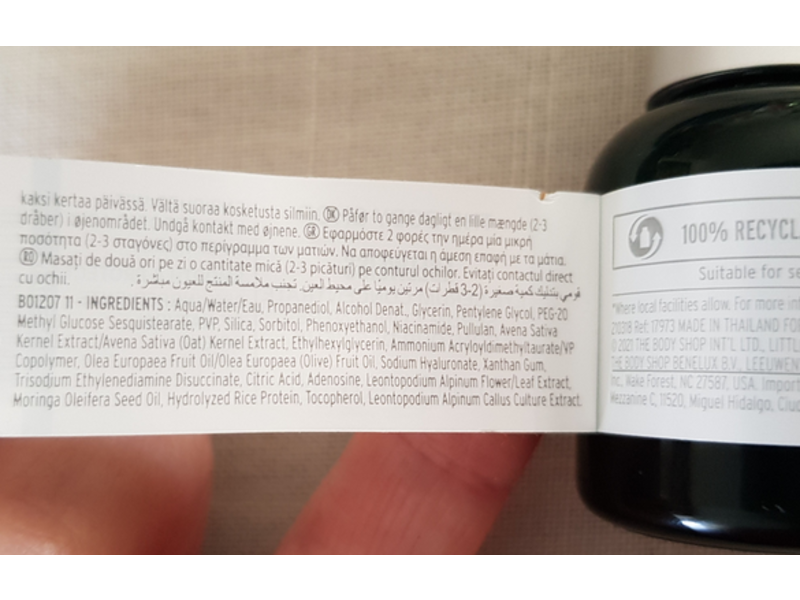 kaksi kertaa päivässä. Vältä suoraa kosketusta silmiin. DK Påfør to gange dagligt en lille mængde (2-3
dråber) i øjenområdet. Undgå kontakt med øjnene. GR Εφαρμόστε 2 φορές την ημέρα μία μικρή
ποσότητα (2-3 σταγόνες) στο περίγραμμα των ματιών. Να αποφεύγεται η άμεση επαφή με τα μάτια.
RO Masați de două ori pe zi o cantitate mică (2-3 picături) pe conturul ochilor. Evitați contactul direct
cu ochii. قومي بتدليك كمية صغيرة (2-3 قطرات) مرتين يوميًا على محيط العين. تجنب ملامسة المنتج للعيون مباشرة.
B01207 11 - INGREDIENTS : Aqua/Water/Eau, Propanediol, Alcohol Denat., Glycerin, Pentylene Glycol, PEG-20
Methyl Glucose Sesquistearate, PVP, Silica, Sorbitol, Phenoxyethanol, Niacinamide, Pullulan, Avena Sativa
Kernel Extract/Avena Sativa (Oat) Kernel Extract, Ethylhexylglycerin, Ammonium Acryloyldimethyltaurate/VP
Copolymer, Olea Europaea Fruit Oil/Olea Europaea (Olive) Fruit Oil, Sodium Hyaluronate, Xanthan Gum,
Trisodium Ethylenediamine Disuccinate, Citric Acid, Adenosine, Leontopodium Alpinum Flower/Leaf Extract,
Moringa Oleifera Seed Oil, Hydrolyzed Rice Protein, Tocopherol, Leontopodium Alpinum Callus Culture Extract.
100% RECYCL
Suitable for se
*Where local facilities allow. For more inf
210318 Ref: 17973 MADE IN THAILAND FO
© 2021 THE BODY SHOP INT'L LTD., LITTL
THE BODY SHOP BENELUX B.V., LEEUWEN
Inc., Wake Forest, NC 27587, USA. Import
Mezzanine C, 11520, Miguel Hidalgo, Ciud